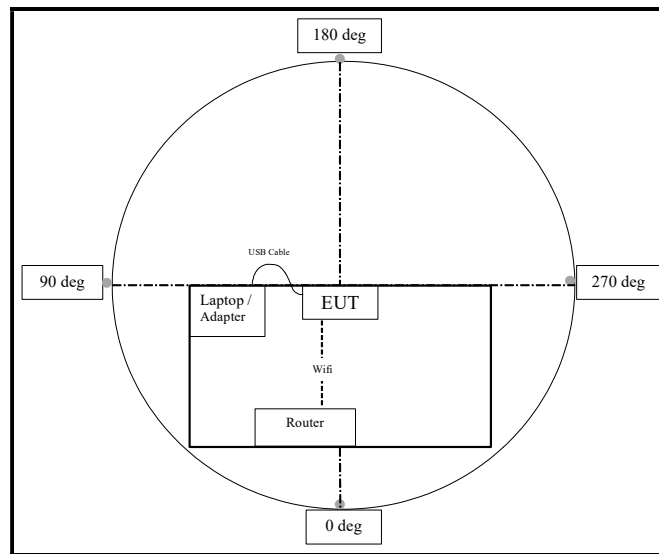 180 deg
USB Cable
90 deg
270 deg
Laptop /
Adapter
EUT
Wifi
Router
0 deg